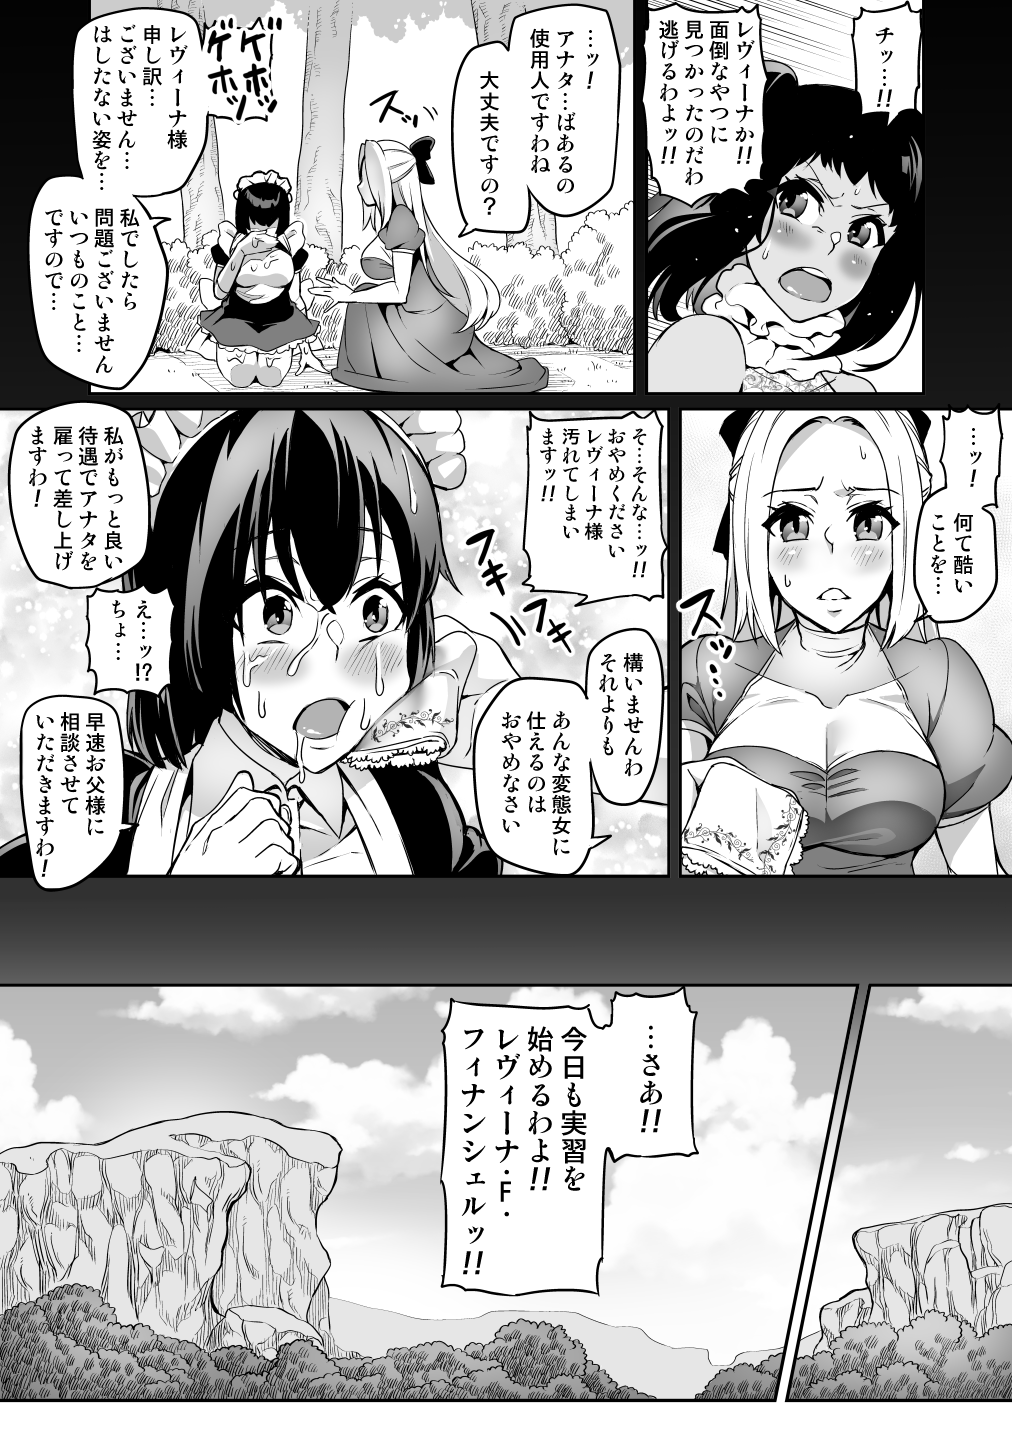 チッ…!!
レヴィーナか!!
面倒なやつに
見つかったのだわ
逃げるわよッ!!
…ッ!
アナタ…ばあるの
使用人ですわね
大丈夫ですの?
ズッ…
ゲホッ
ゲホッ
レヴィーナ様
申し訳…
ございません…
はしたない姿を…
私でしたら
問題ございません
いつものこと…
ですので…
…ッ!
何て酷い
ことを…
ズッ…
そ…そんな…ッ!!
おやめください
レヴィーナ様
汚れてしまい
ますッ!!
構いませんわ
それよりも
フキ
フキ
あんな変態女に
仕えるのは
おやめなさい
私がもっと良い
待遇でアナタを
雇って差し上げ
ますわ!
え…ッ!?
ちょ…
早速お父様に
相談させて
いただきますわ!
…さあ!!
今日も実習を
始めるわよ!!
レヴィーナ・F・
フィナンシェルッ!!